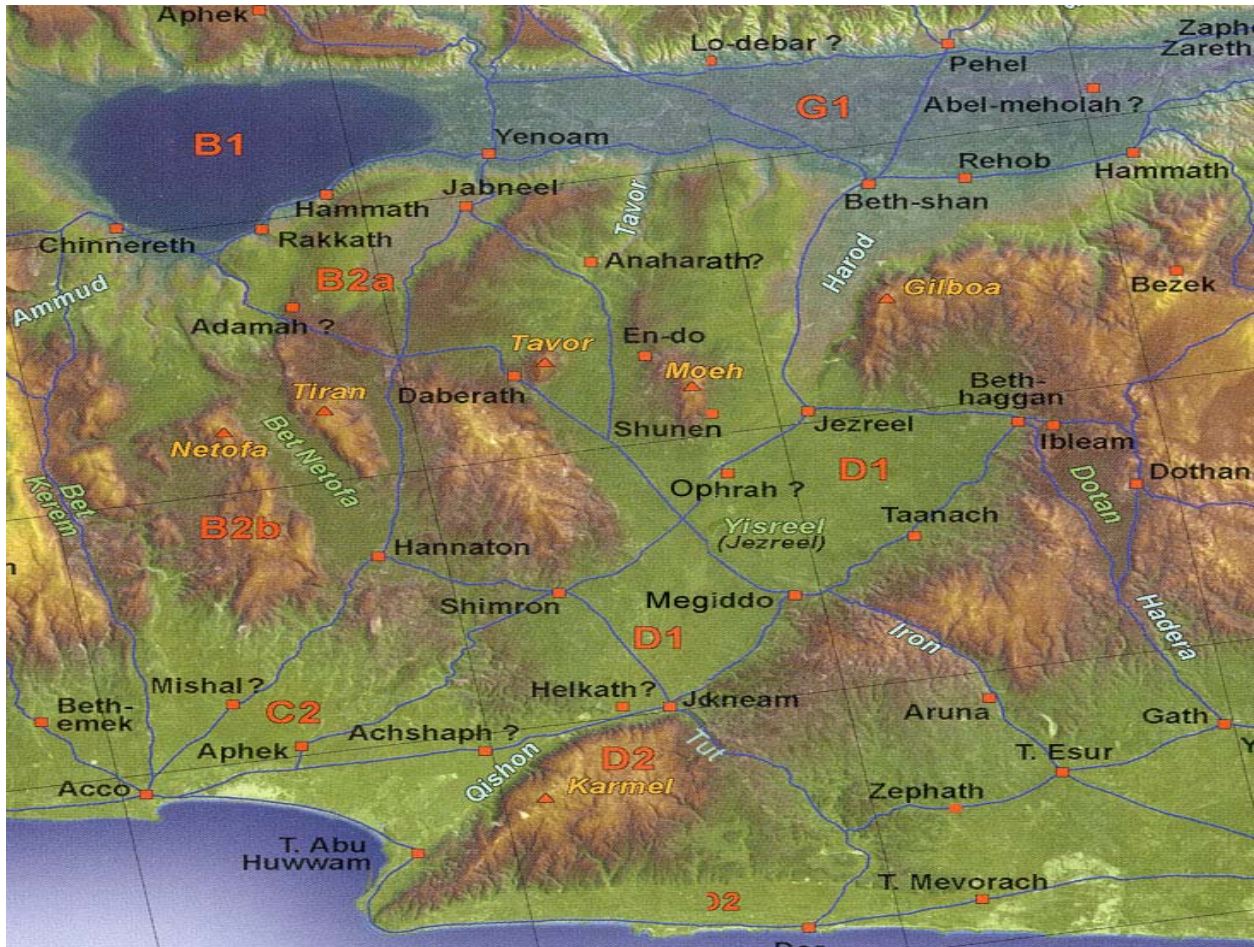 Aphek
Lo-debar ?
Pehel
Zaph
Zareth
Abel-meholah ?
G1
B1
Yenoam
Rehob
Hammath
Jabneel
Beth-shan
Hammath
Tavor
Chinnereth
Rakkath
Anaharath?
Harod
B2a
Gilboa
Bezek
Ammud
Adamah ?
En-do
Tavor
Moeh
Tiran
Daberath
Beth-
haggan
Shunen
Jezreel
Ibleam
Netofa
Bet Netofa
D1
Dothan
Ophrah ?
Dotan
Bet
Kerem
B2b
Taanach
Yisreel
(Jezreel)
Hannaton
Shimron
Megiddo
D1
Iron
Hadera
Mishal ?
Helkath?
Jckneam
Beth-
emek
C2
Aruna
Gath
Achshaph ?
Aphek
Tut
T. Esur
Qishon
D2
Karmel
Acco
Zephath
T. Abu
Huwwam
T. Mevorach